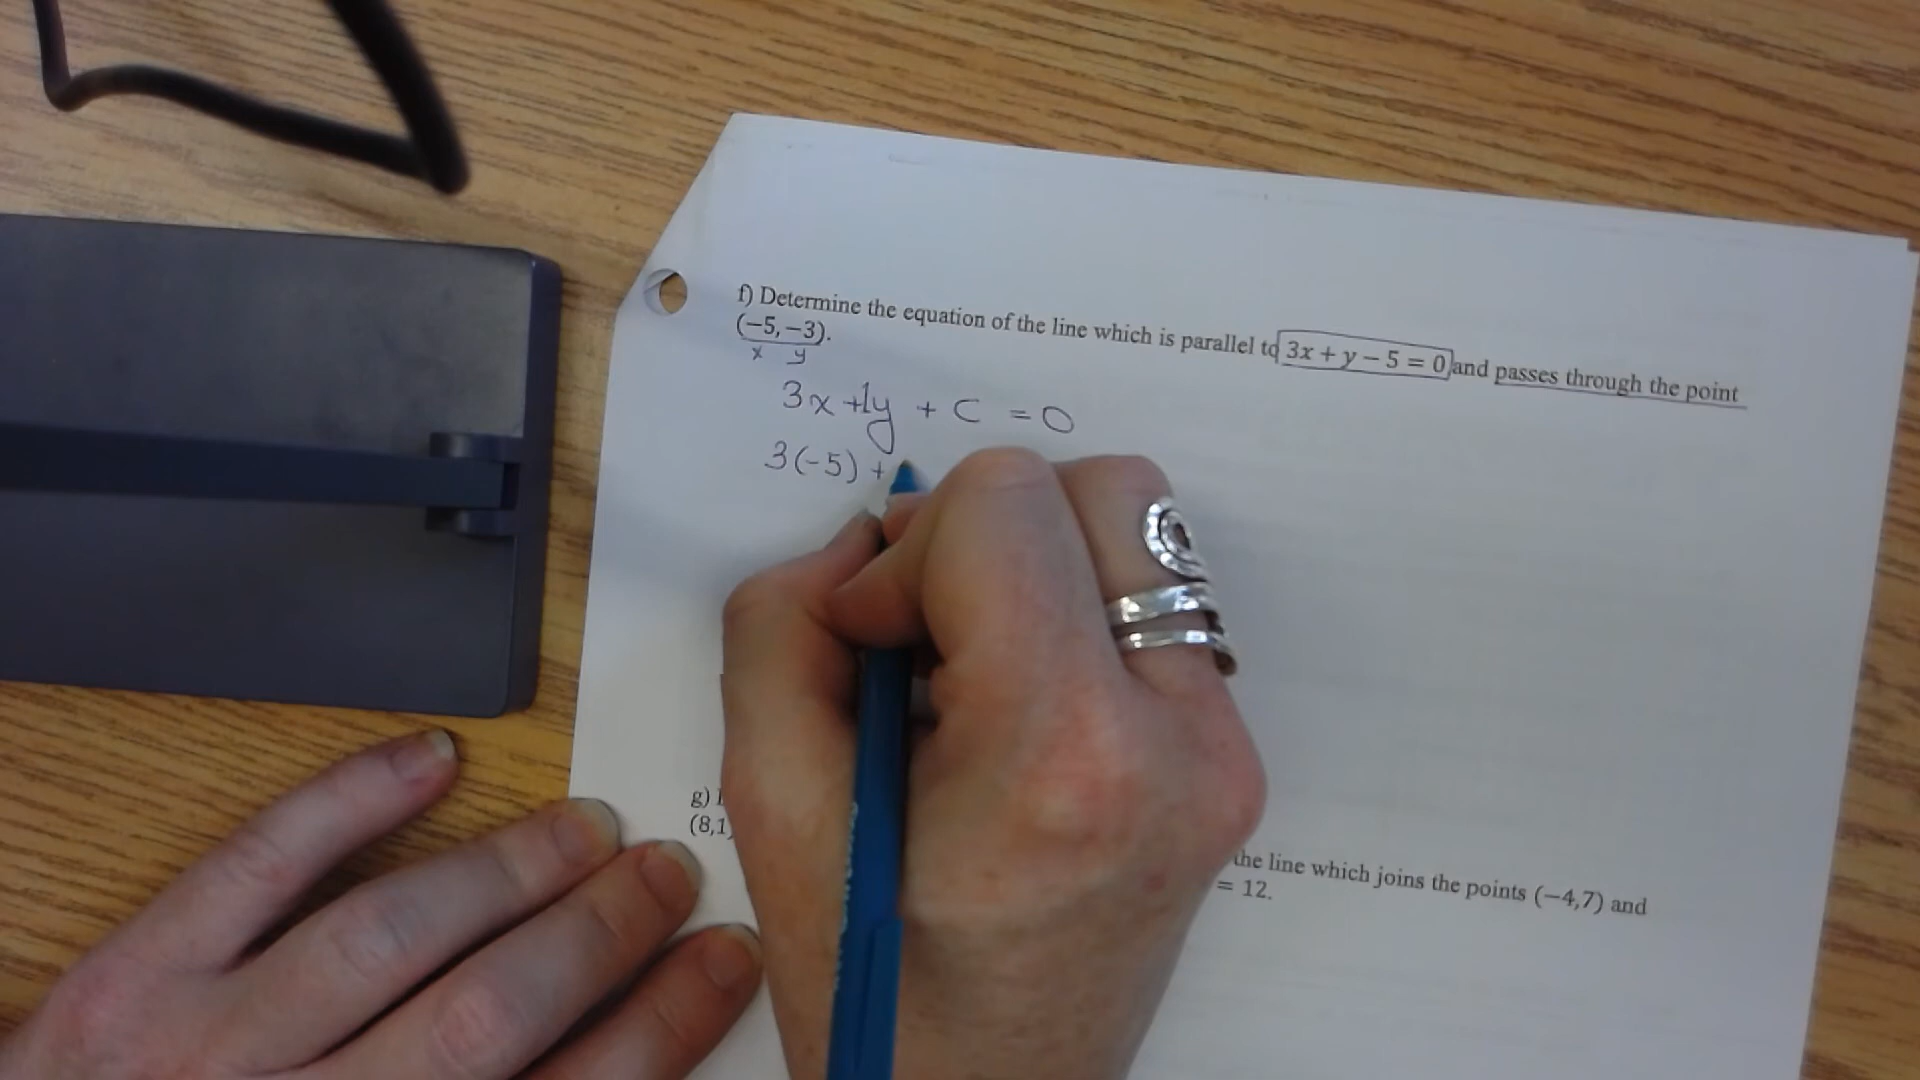 f) Determine the equation of the line which is parallel to 3x + y − 5 = 0 and passes through the point
(−5, −3).
x y
3x + 1y + C = 0
3(-5) +
g)
(8,1) the line which joins the points (−4,7) and
= 12.